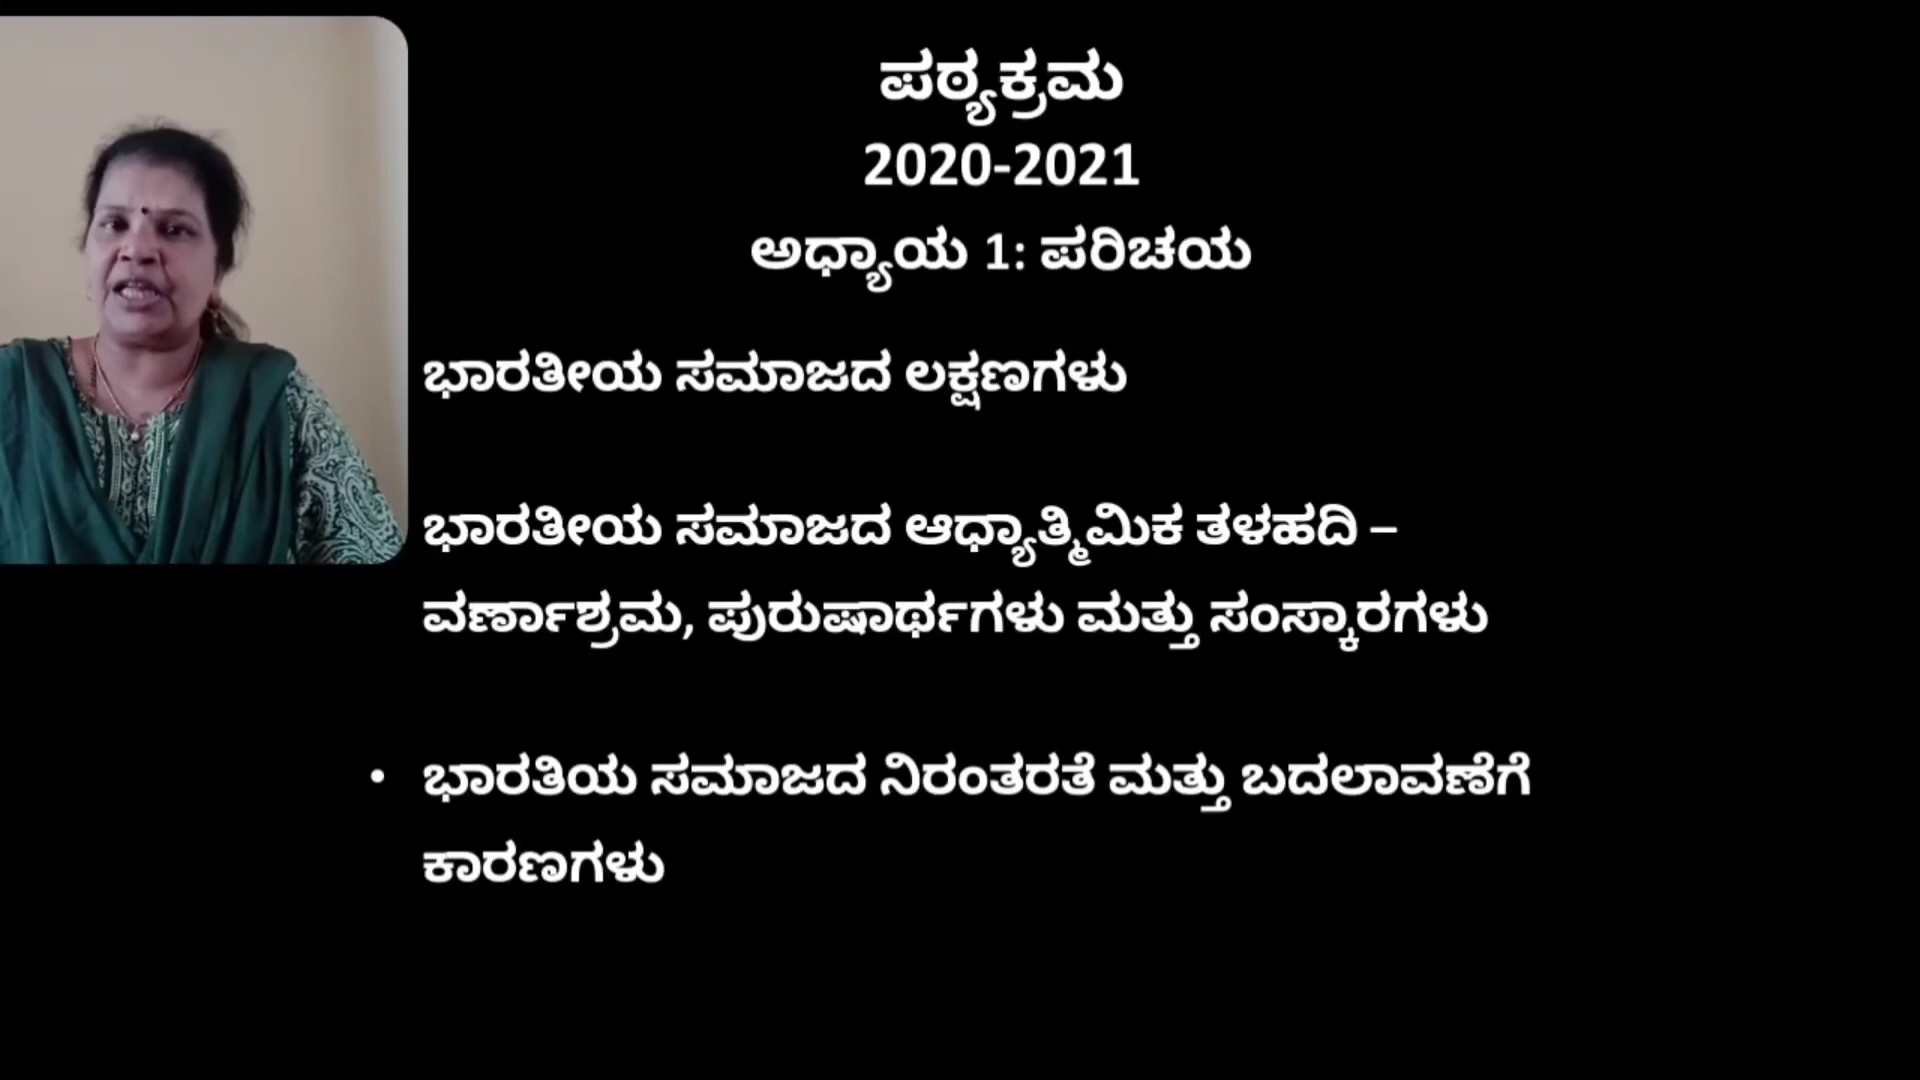 ಪಠ್ಯಕ್ರಮ
2020-2021
ಅಧ್ಯಾಯ 1: ಪರಿಚಯ
ಭಾರತೀಯ ಸಮಾಜದ ಲಕ್ಷಣಗಳು
ಭಾರತೀಯ ಸಮಾಜದ ಆಧ್ಯಾತ್ಮಿಮಿಕ ತಳಹದಿ –
ವರ್ಣಾಶ್ರಮ, ಪುರುಷಾರ್ಥಗಳು ಮತ್ತು ಸಂಸ್ಕಾರಗಳು
• ಭಾರತಿಯ ಸಮಾಜದ ನಿರಂತರತೆ ಮತ್ತು ಬದಲಾವಣೆಗೆ
ಕಾರಣಗಳು